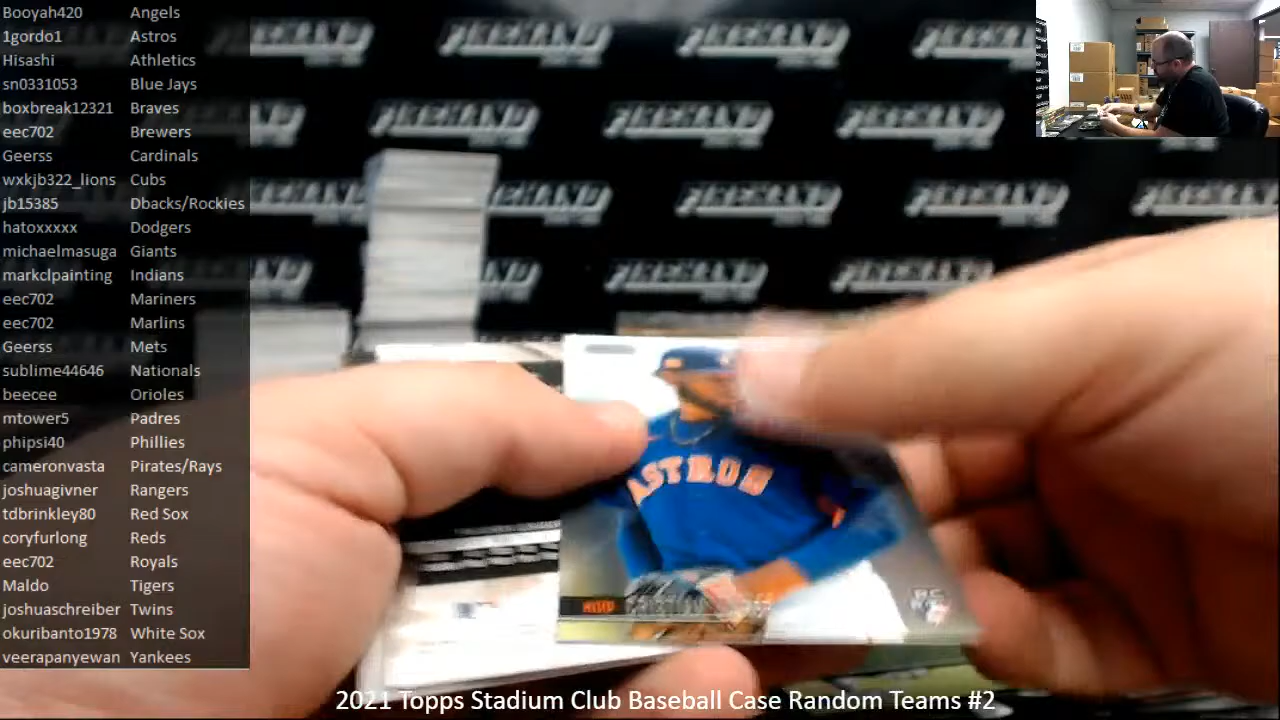 Booyah420 Angels
1gordo1 Astros
Hisashi Athletics
sn0331053 Blue Jays
boxbreak12321 Braves
eec702 Brewers
Geerss Cardinals
wxkjb322_lions Cubs
jb15385 Dbacks/Rockies
hatoxxxxx Dodgers
michaelmasuga Giants
markclpainting Indians
eec702 Mariners
eec702 Marlins
Geerss Mets
sublime44646 Nationals
beecee Orioles
mtower5 Padres
phipsi40 Phillies
cameronvasta Pirates/Rays
joshuagivner Rangers
tdbrinkley80 Red Sox
coryfurlong Reds
eec702 Royals
Maldo Tigers
joshuaschreiber Twins
okuribanto1978 White Sox
veerapanyewan Yankees
ASTROS
RC
2021 Topps Stadium Club Baseball Case Random Teams #2